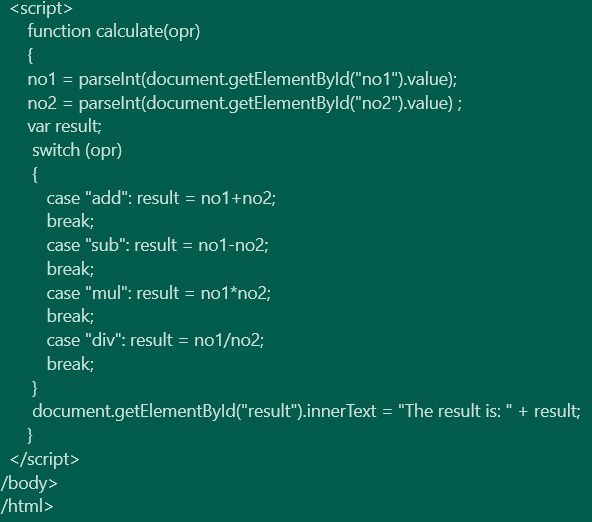 <script>
function calculate(opr)
{
no1 = parseInt(document.getElementById("no1").value);
no2 = parseInt(document.getElementById("no2").value) ;
var result;
switch (opr)
{
case "add": result = no1+no2;
break;
case "sub": result = no1-no2;
break;
case "mul": result = no1*no2;
break;
case "div": result = no1/no2;
break;
}
document.getElementById("result").innerText = "The result is: " + result;
}
</script>
/body>
/html>